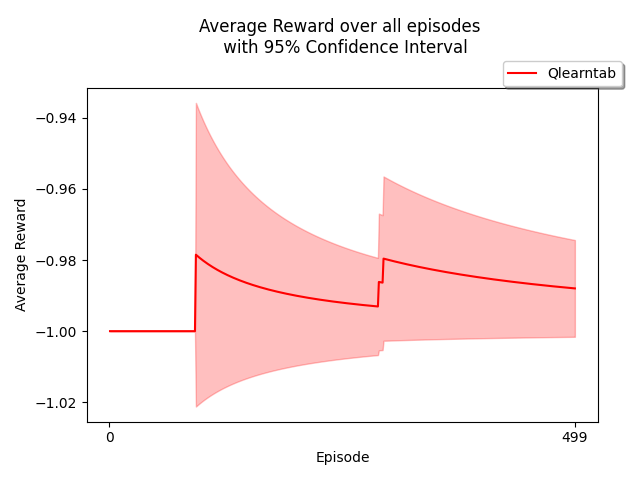 Average Reward over all episodes
with 95% Confidence Interval
Qlearntab
−0.94
−0.96
−0.98
−1.00
−1.02
Average Reward
0
499
Episode